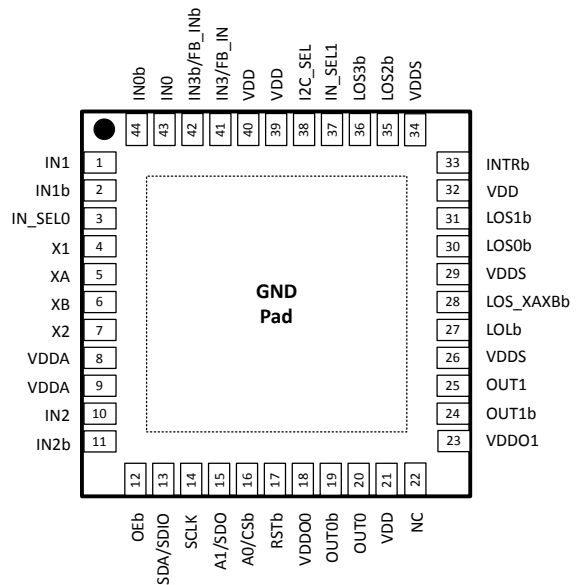 IN0b
IN0
IN3b/FB_INb
IN3/FB_IN
VDD
VDD
I2C_SEL
IN_SEL1
LOS3b
LOS2b
VDDS
44
43
42
41
40
39
38
37
36
35
34
IN1 1
IN1b 2
IN_SEL0 3
X1 4
XA 5
XB 6
X2 7
VDDA 8
VDDA 9
IN2 10
IN2b 11
GND
Pad
33 INTRb
32 VDD
31 LOS1b
30 LOS0b
29 VDDS
28 LOS_XAXBb
27 LOLb
26 VDDS
25 OUT1
24 OUT1b
23 VDDO1
12
13
14
15
16
17
18
19
20
21
22
OEb
SDA/SDIO
SCLK
A1/SDO
A0/CSb
RSTb
VDDO0
OUT0b
OUT0
VDD
NC